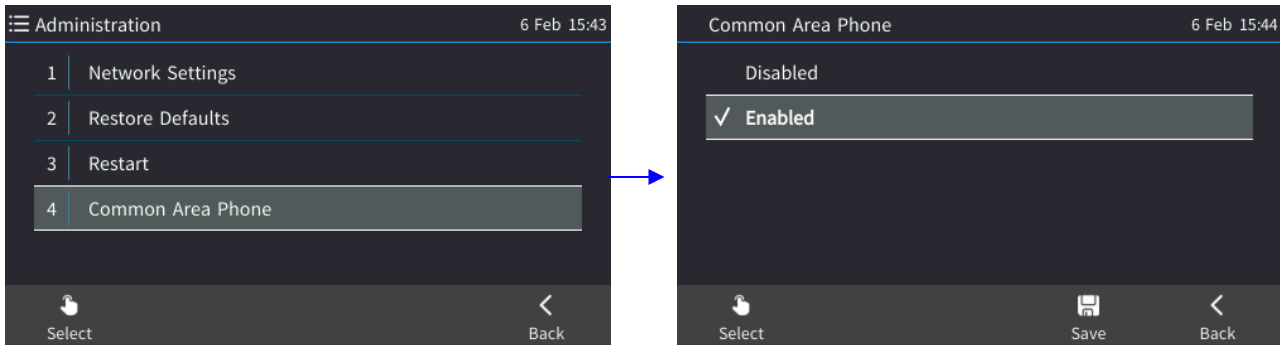 Administration 6 Feb 15:43
1 Network Settings
2 Restore Defaults
3 Restart
4 Common Area Phone
Select Back
Common Area Phone 6 Feb 15:44
Disabled
Enabled
Select Save Back